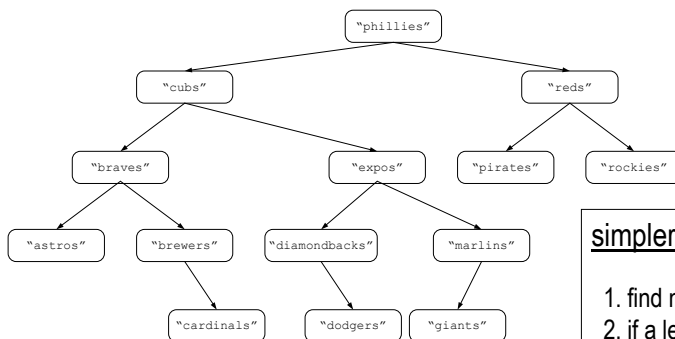 “phillies”
“cubs” “reds”
“braves” “expos” “pirates” “rockies”
“astros” “brewers” “diamondbacks” “marlins”
“cardinals” “dodgers” “giants”
simpler
1. find
2. if a le